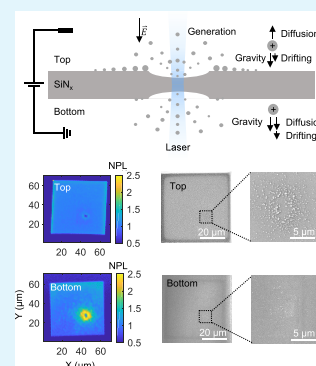 E
Generation
Diffusion
+
Gravity Drifting
Top
SiNx
Bottom
+
Gravity
Diffusi
Drifting
Laser
NPL
2.5
2
1.5
1
0.5
60
40
20
20 40 60
Top
Top
20 μm
5 μm
NPL
2.5
2
1.5
1
0.5
Y (μm)
60
40
20
20 40 60
X (μm)
Bottom
Bottom
20 μm
5 μm